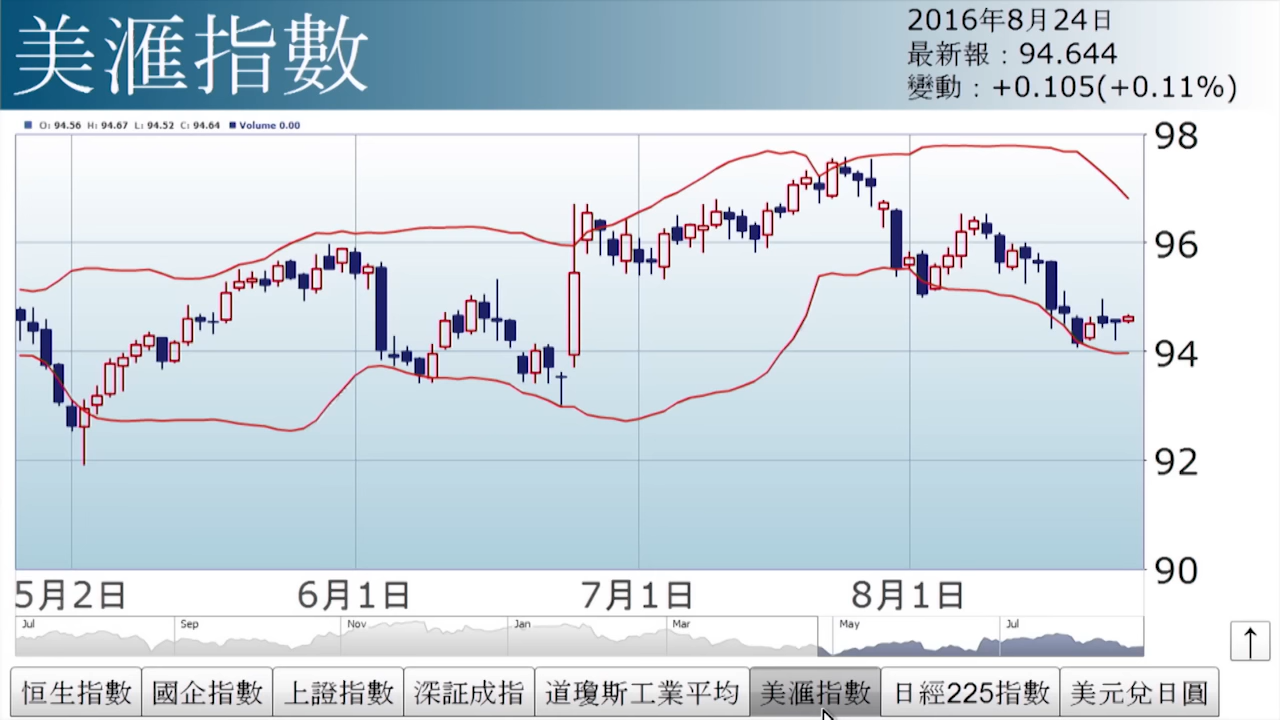 美滙指數
2016年8月24日
最新報：94.644
變動：+0.105(+0.11%)
O: 94.56 H: 94.67 L: 94.52 C: 94.64 Volume 0.00
98
96
94
92
90
5月2日 6月1日 7月1日 8月1日
Jul Sep Nov Jan Mar May Jul
↑
恒生指數 國企指數 上證指數 深証成指 道瓊斯工業平均 美滙指數 日經225指數 美元兌日圓